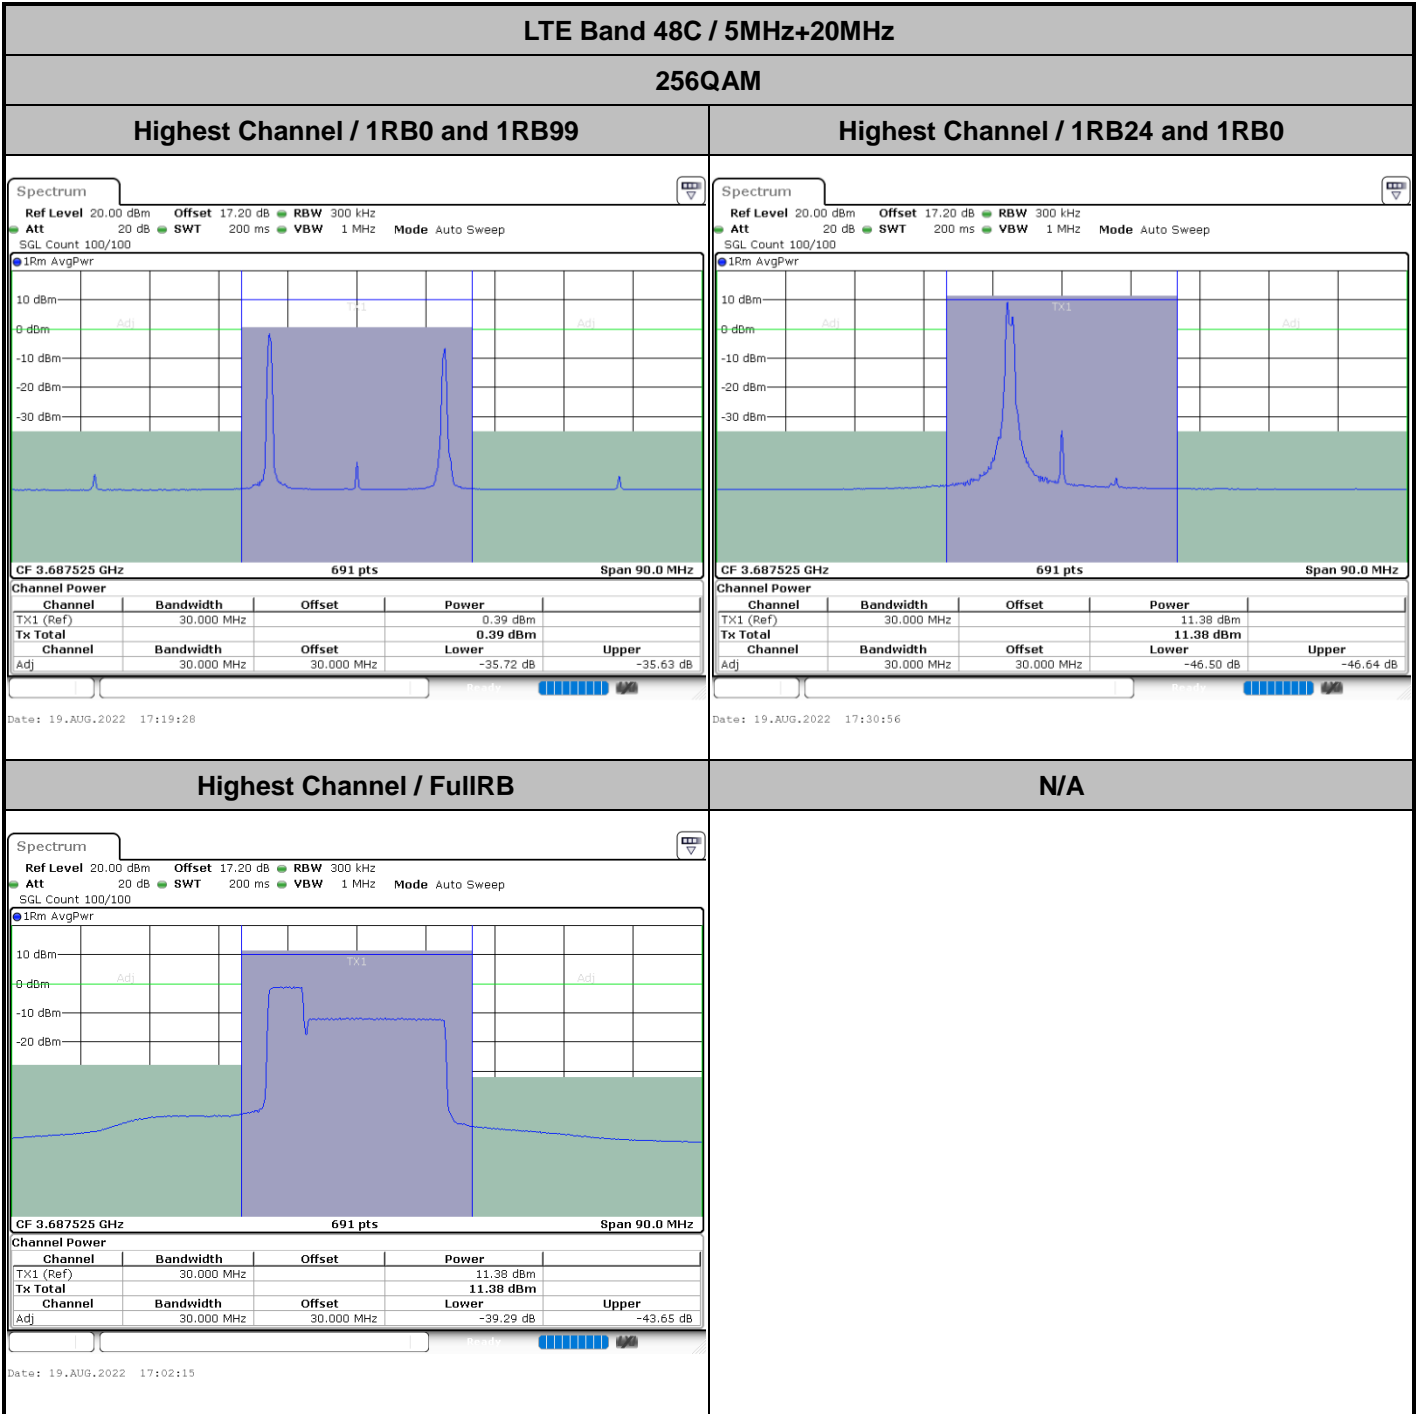 LTE Band 48C / 5MHz+20MHz
256QAM
Highest Channel / 1RB0 and 1RB99
Highest Channel / 1RB24 and 1RB0
Spectrum
Ref Level 20.00 dBm Offset 17.20 dB RBW 300 kHz
Att 20 dB SWT 200 ms VBW 1 MHz Mode Auto Sweep
SGL Count 100/100
1Rm AvgPwr
10 dBm
TX1
Adj
Adj
0 dBm
-10 dBm
-20 dBm
-30 dBm
CF 3.687525 GHz 691 pts Span 90.0 MHz
Channel Power
Channel Bandwidth Offset Power
TX1 (Ref) 30.000 MHz 0.39 dBm
Tx Total 0.39 dBm
Channel Bandwidth Offset Lower Upper
Adj 30.000 MHz 30.000 MHz -35.72 dB -35.63 dB
Ready
Date: 19.AUG.2022 17:19:28
Spectrum
Ref Level 20.00 dBm Offset 17.20 dB RBW 300 kHz
Att 20 dB SWT 200 ms VBW 1 MHz Mode Auto Sweep
SGL Count 100/100
1Rm AvgPwr
10 dBm
TX1
Adj
Adj
0 dBm
-10 dBm
-20 dBm
-30 dBm
CF 3.687525 GHz 691 pts Span 90.0 MHz
Channel Power
Channel Bandwidth Offset Power
TX1 (Ref) 30.000 MHz 11.38 dBm
Tx Total 11.38 dBm
Channel Bandwidth Offset Lower Upper
Adj 30.000 MHz 30.000 MHz -46.50 dB -46.64 dB
Ready
Date: 19.AUG.2022 17:30:56
Highest Channel / FullRB
N/A
Spectrum
Ref Level 20.00 dBm Offset 17.20 dB RBW 300 kHz
Att 20 dB SWT 200 ms VBW 1 MHz Mode Auto Sweep
SGL Count 100/100
1Rm AvgPwr
10 dBm
TX1
Adj
Adj
0 dBm
-10 dBm
-20 dBm
CF 3.687525 GHz 691 pts Span 90.0 MHz
Channel Power
Channel Bandwidth Offset Power
TX1 (Ref) 30.000 MHz 11.38 dBm
Tx Total 11.38 dBm
Channel Bandwidth Offset Lower Upper
Adj 30.000 MHz 30.000 MHz -39.29 dB -43.65 dB
Ready
Date: 19.AUG.2022 17:02:15